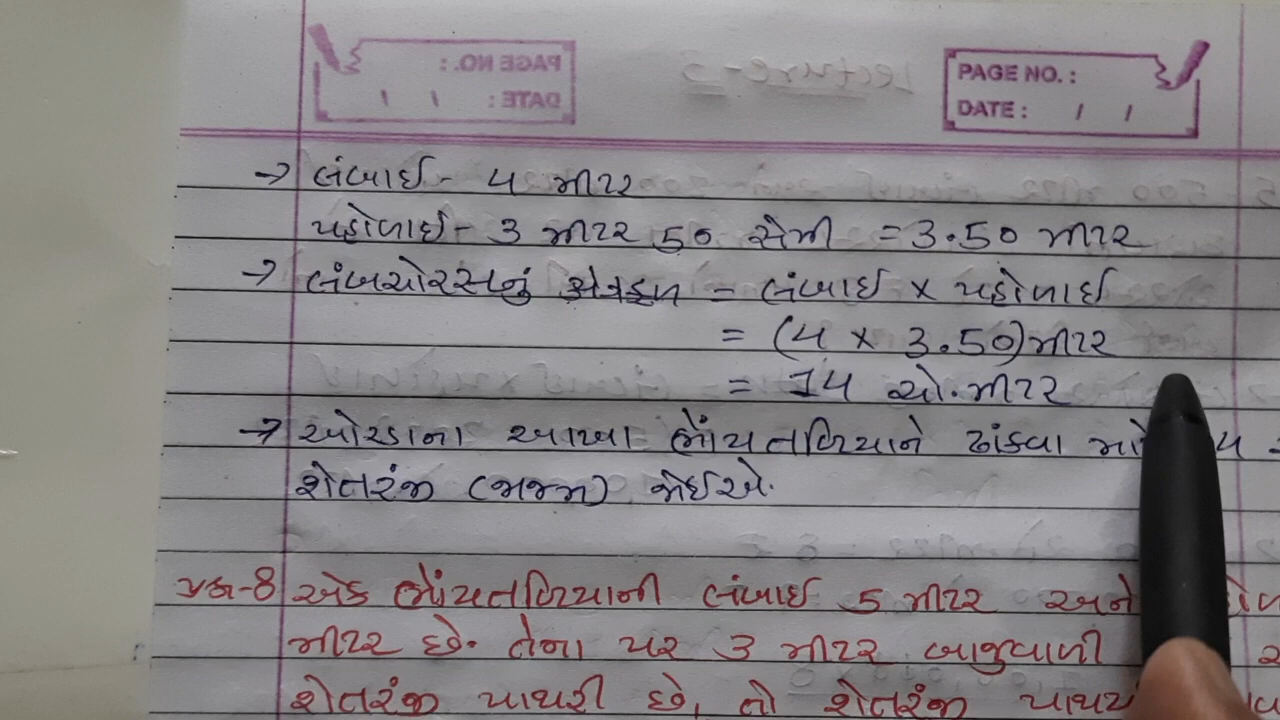 PAGE NO. :
DATE : / /
→ લંબાઈ - 4 મીટર
પહોળાઈ - 3 મીટર 50 સેમી = 3.50 મીટર
→ લંબચોરસનું ક્ષેત્રફળ = લંબાઈ × પહોળાઈ
= (4 × 3.50) મીટર
= 14 ચો. મીટર
→ ઓરડાના આખા ભોંયતળિયાને ઢાંકવા
શેતરંજી (જાજમ) જોઈએ.
પ્રશ્ન-8 એક ભોંયતળિયાની લંબાઈ 5 મીટર અને
મીટર છે. તેના પર 3 મીટર બાજુવાળી
શેતરંજી પાથરી છે, તો શેતરંજી